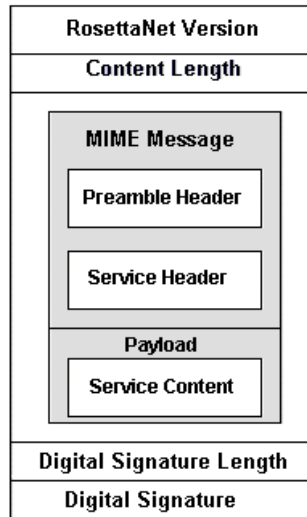 RosettaNet Version
Content Length
MIME Message
Preamble Header
Service Header
Payload
Service Content
Digital Signature Length
Digital Signature